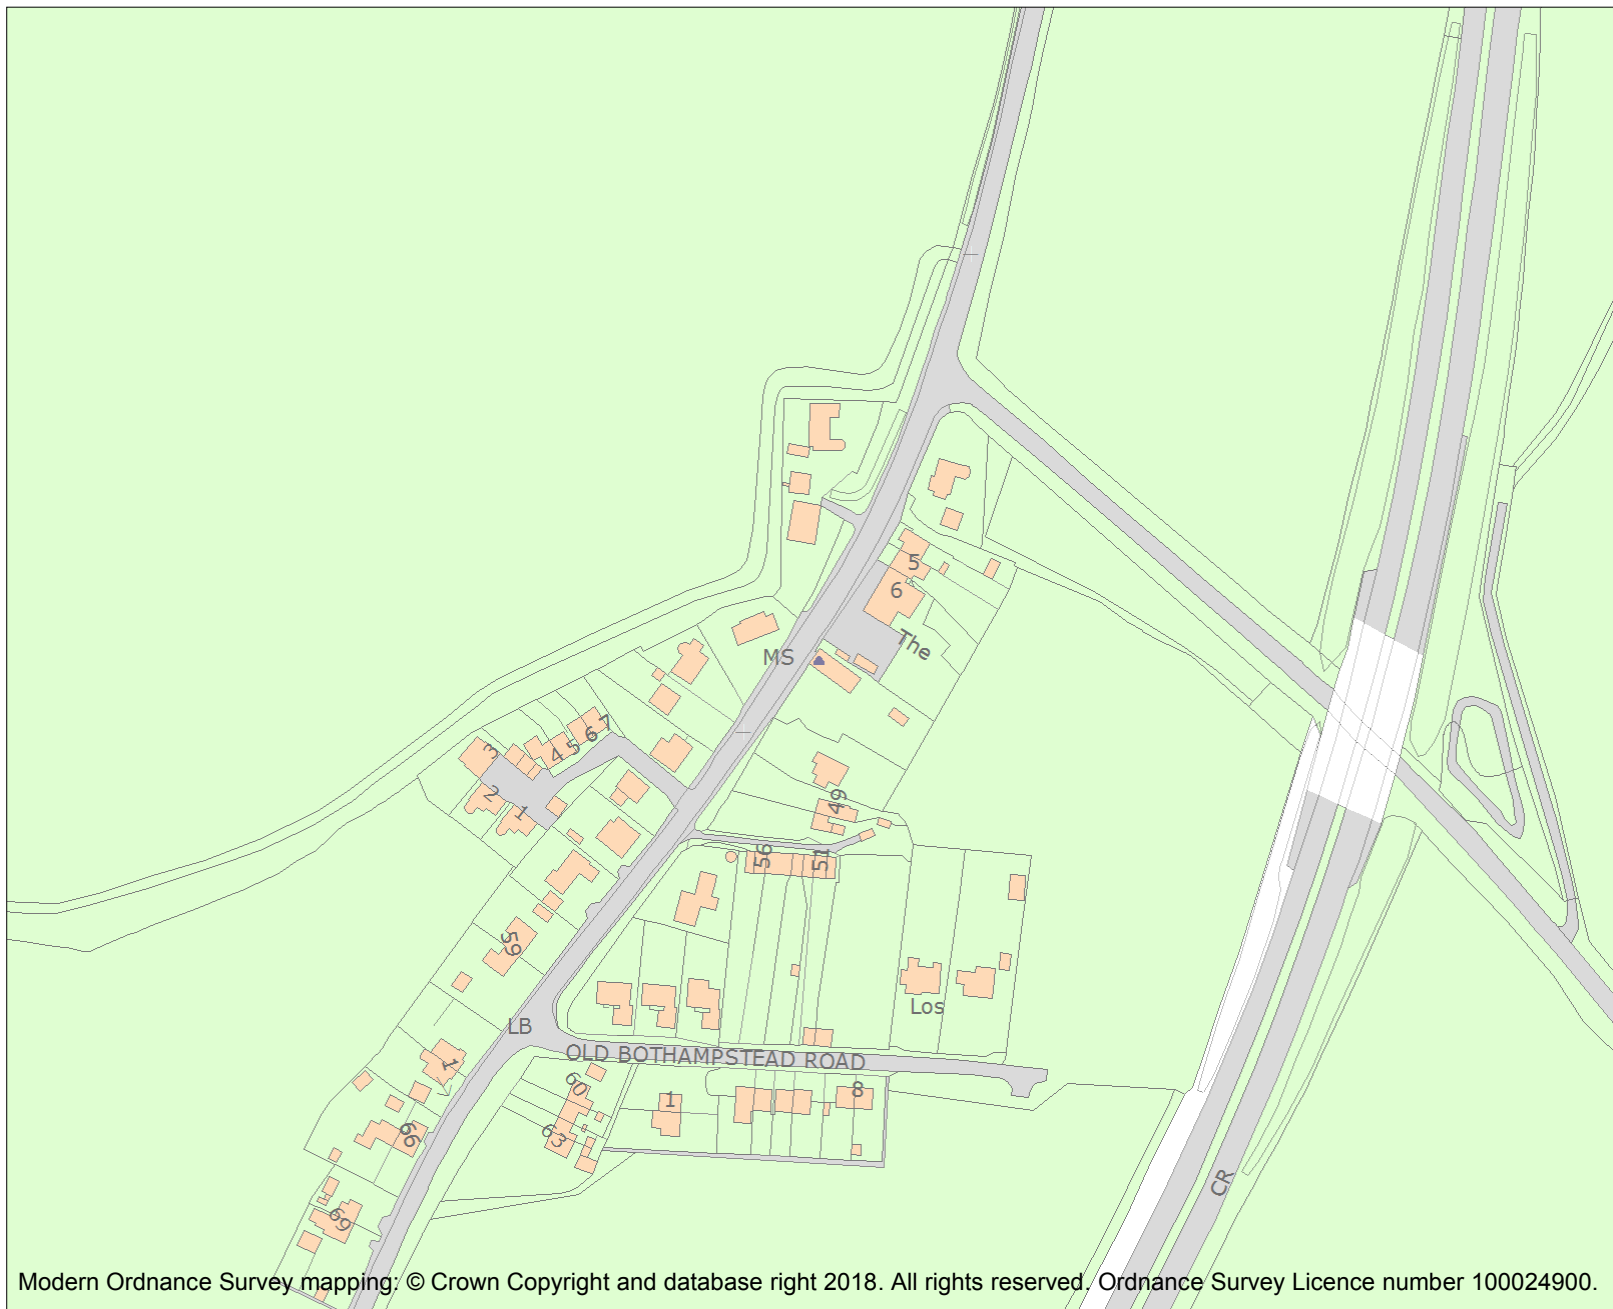 5
6
The
MS
7
6
5
4
3
2
1
49
56
51
59
Los
LB
OLD BOTHAMPSTEAD ROAD
1
60
1
8
63
66
CR
69
Modern Ordnance Survey mapping: © Crown Copyright and database right 2018. All rights reserved. Ordnance Survey Licence number 100024900.